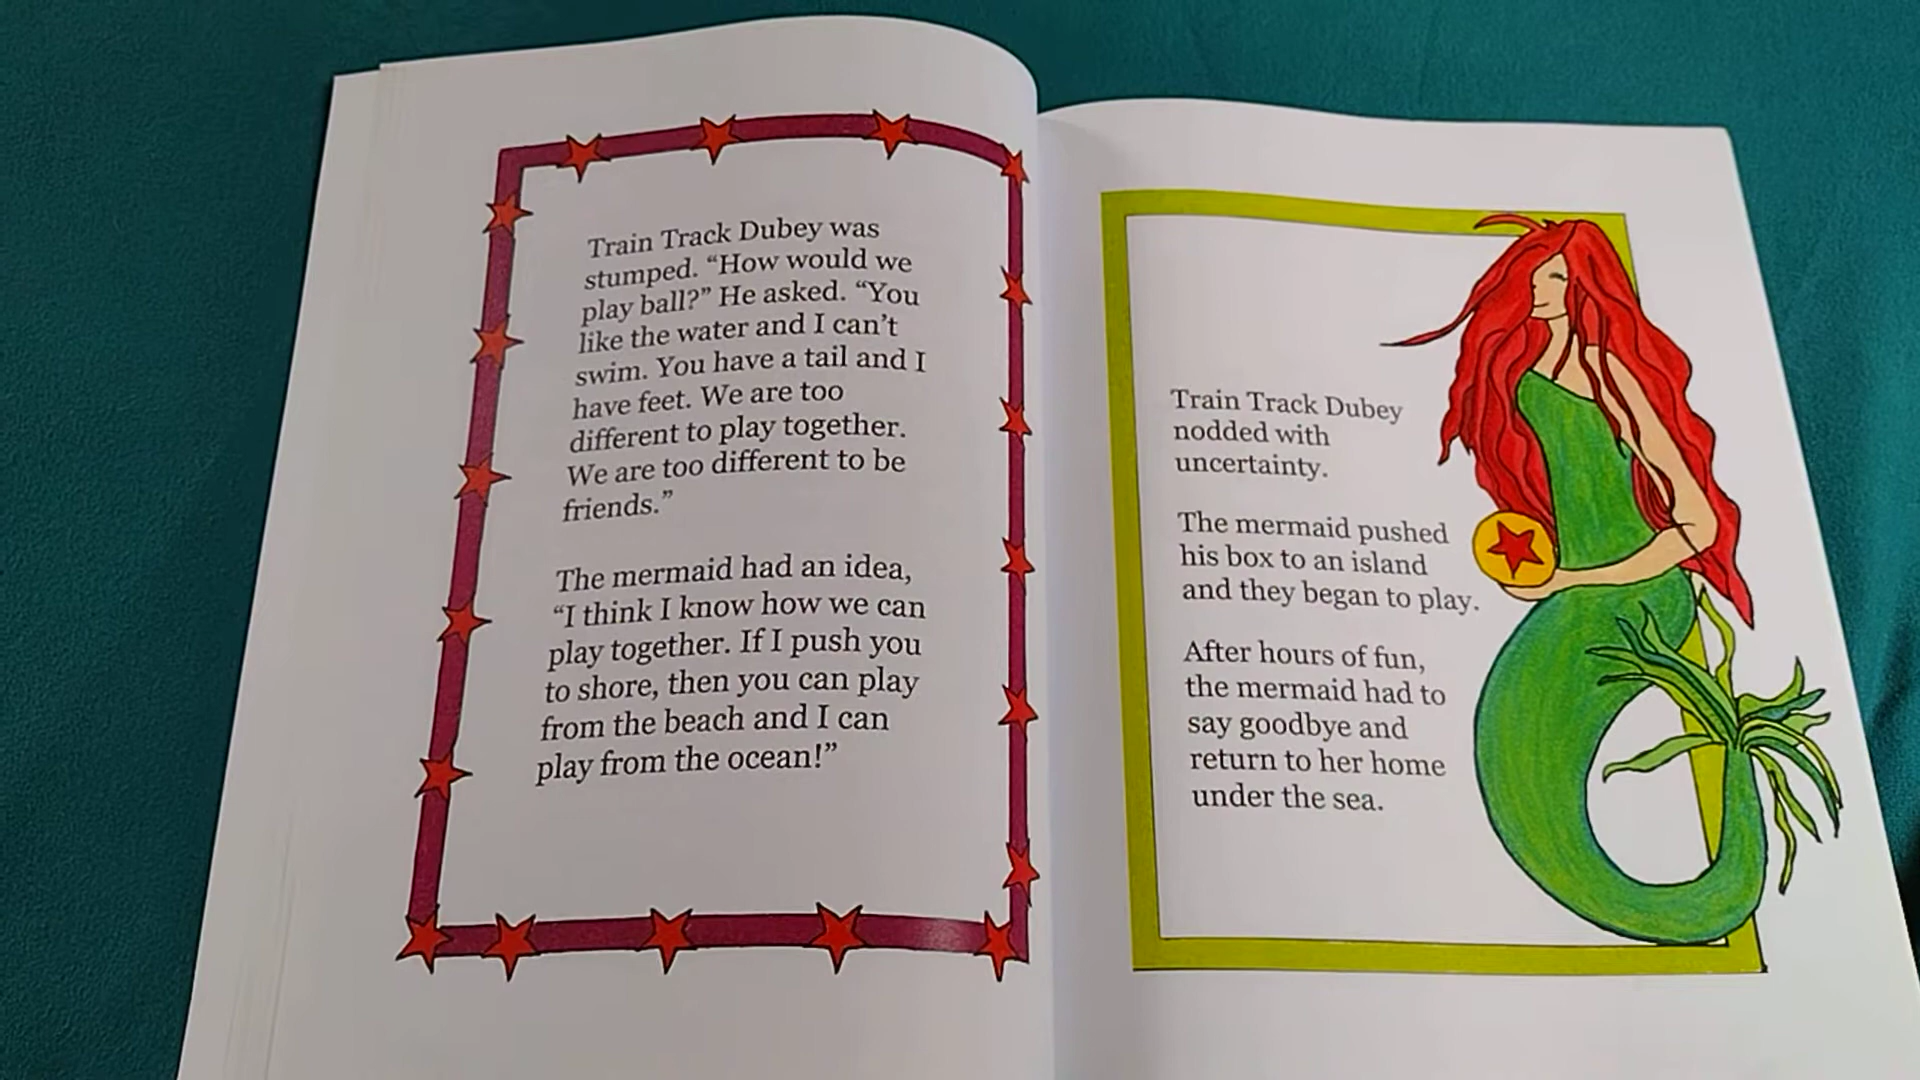 Train Track Dubey was
stumped. “How would we
play ball?” He asked. “You
like the water and I can’t
swim. You have a tail and I
have feet. We are too
different to play together.
We are too different to be
friends.”
The mermaid had an idea,
“I think I know how we can
play together. If I push you
to shore, then you can play
from the beach and I can
play from the ocean!”
Train Track Dubey
nodded with
uncertainty.
The mermaid pushed
his box to an island
and they began to play.
After hours of fun,
the mermaid had to
say goodbye and
return to her home
under the sea.